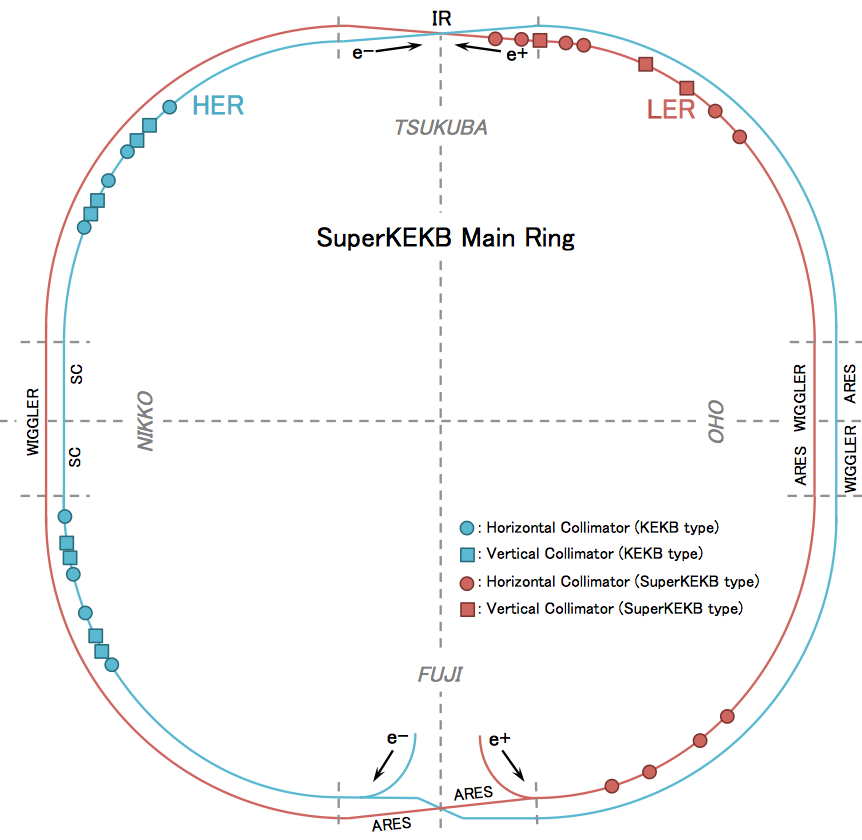 IR
e−
e+
HER
LER
TSUKUBA
SuperKEKB Main Ring
WIGGLER
SC
SC
NIKKO
OHO
WIGGLER
ARES
ARES
WIGGLER
: Horizontal Collimator (KEKB type)
: Vertical Collimator (KEKB type)
: Horizontal Collimator (SuperKEKB type)
: Vertical Collimator (SuperKEKB type)
FUJI
e−
e+
ARES
ARES